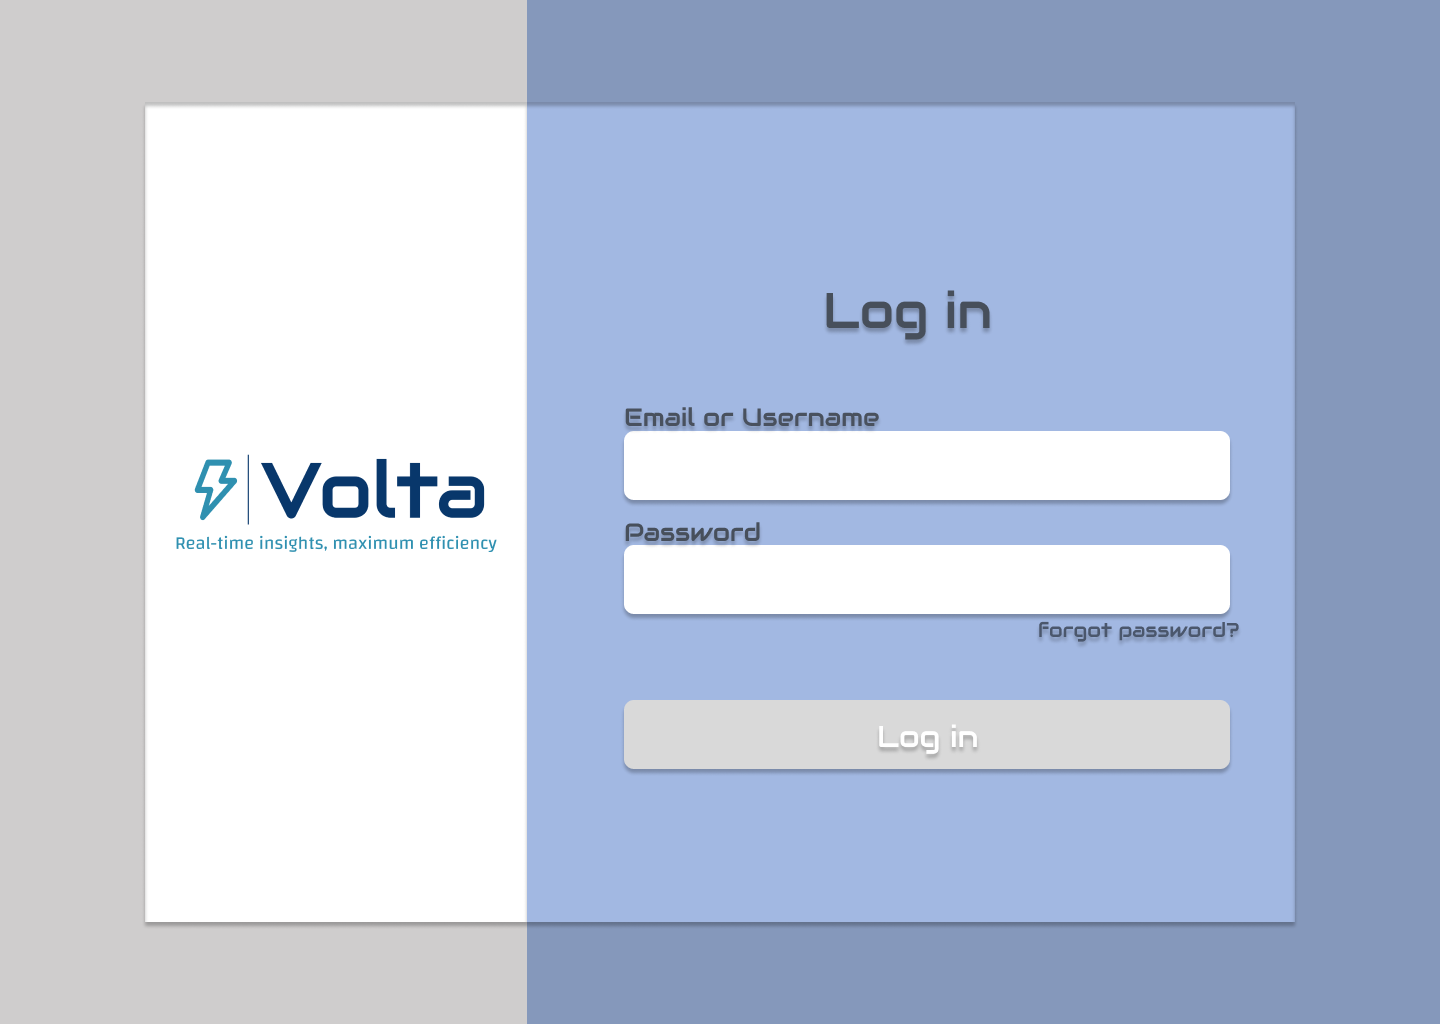 Log in
Email or Username
Volta
Real-time insights, maximum efficiency
Password
forgot password?
Log in